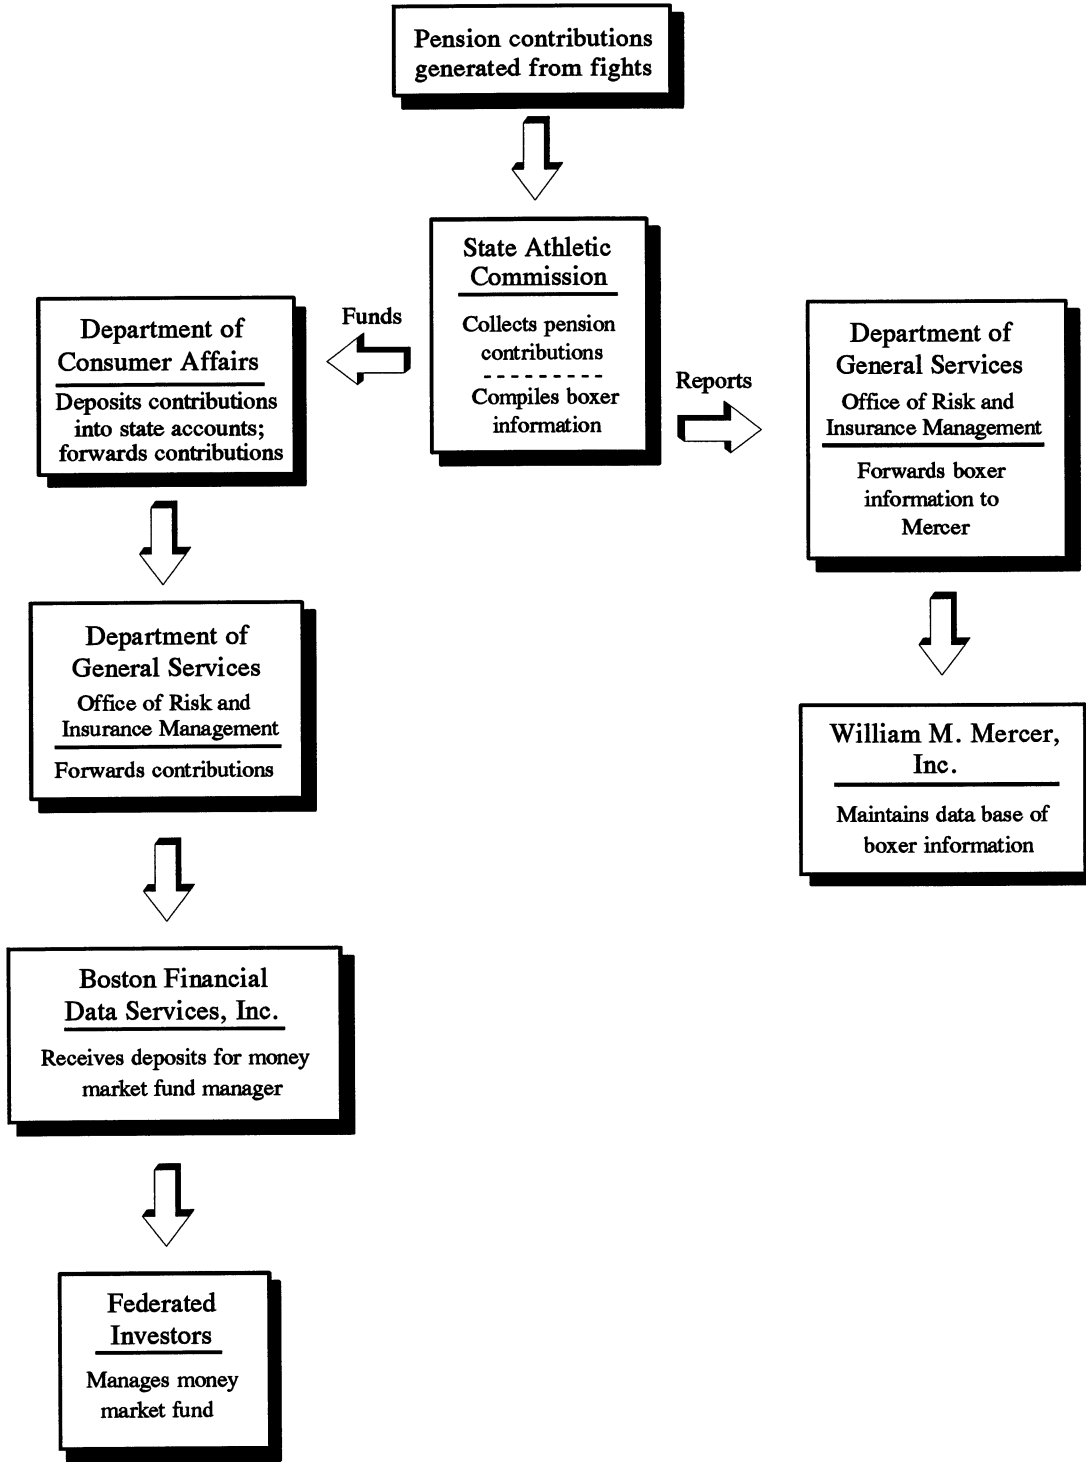 Pension contributions
generated from fights
State Athletic
Commission
Collects pension
contributions
Compiles boxer
information
Funds
Reports
Department of
Consumer Affairs
Deposits contributions
into state accounts;
forwards contributions
Department of
General Services
Office of Risk and
Insurance Management
Forwards boxer
information to
Mercer
Department of
General Services
Office of Risk and
Insurance Management
Forwards contributions
William M. Mercer,
Inc.
Maintains data base of
boxer information
Boston Financial
Data Services, Inc.
Receives deposits for money
market fund manager
Federated
Investors
Manages money
market fund